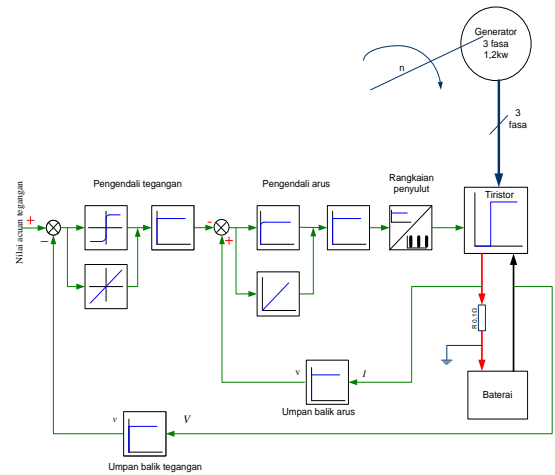 Generator
3 fasa
1,2kw
n
3
fasa
Pengendali tegangan
Pengendali arus
Rangkaian
penyulut
Tiristor
Nilai acuan tegangan
+
−
-
+
R 0,1Ω
v
I
Umpan balik arus
Baterai
v
V
Umpan balik tegangan